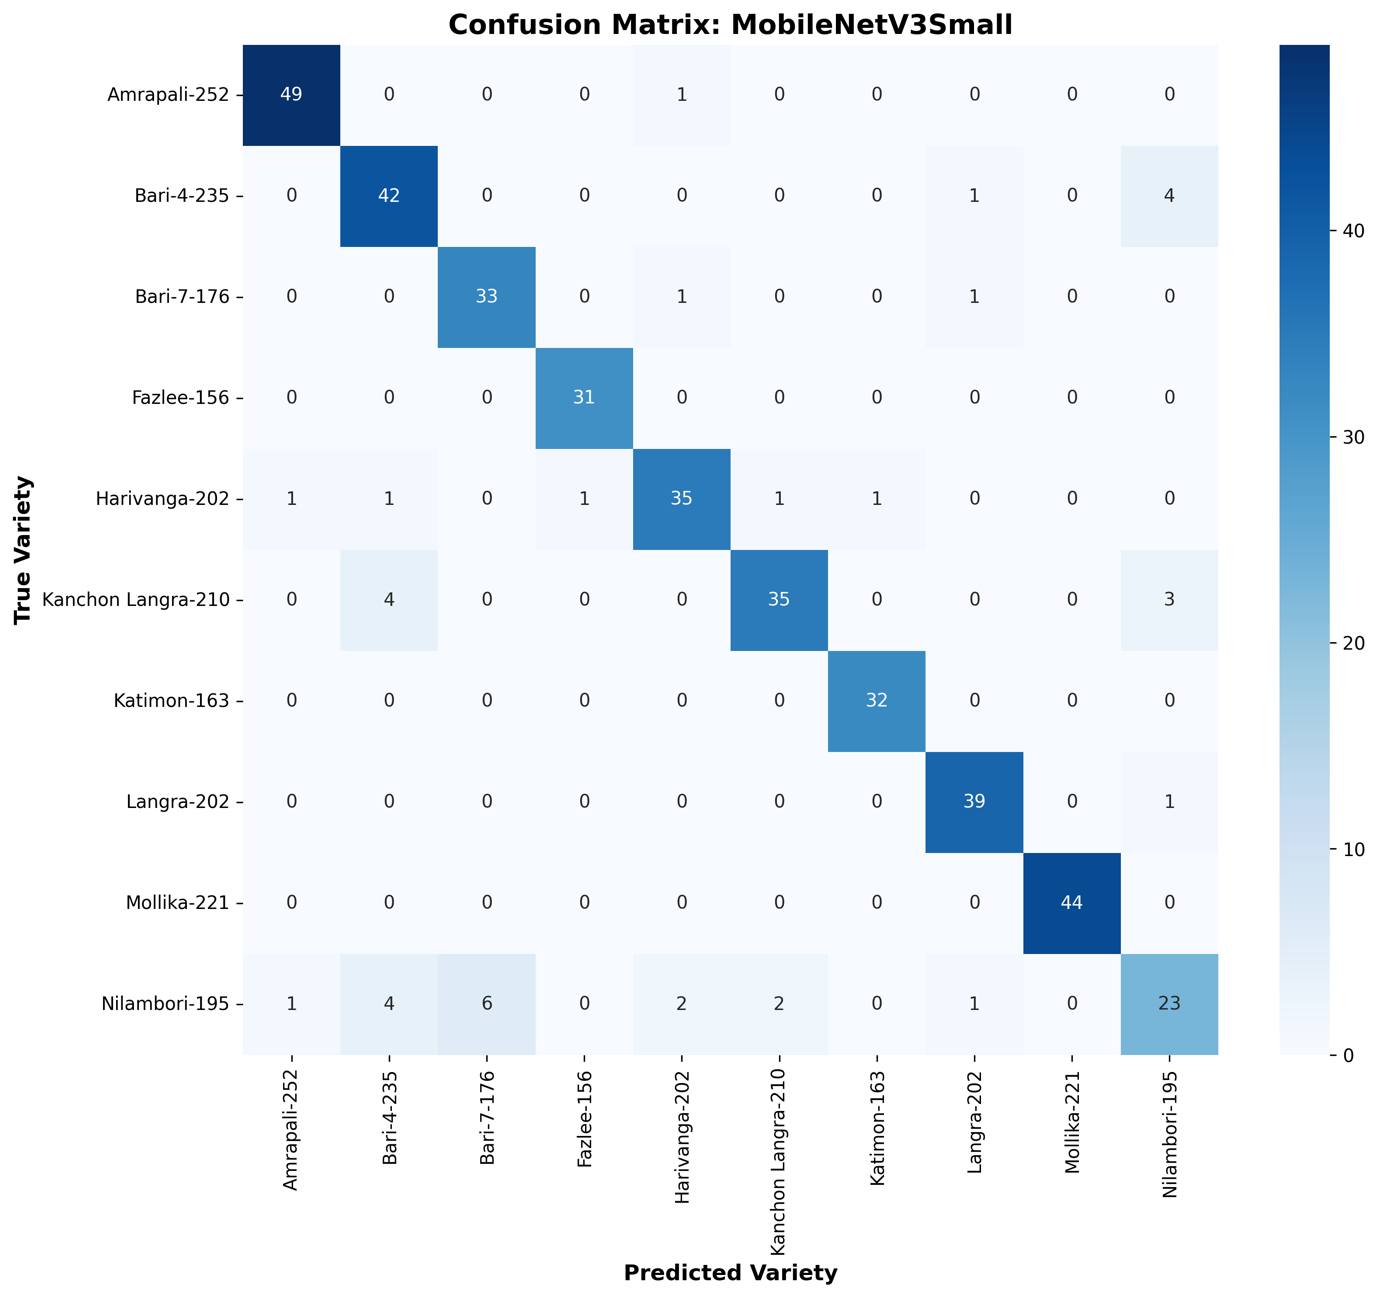 Confusion Matrix: MobileNetV3Small
True Variety
Amrapali-252 49 0 0 0 1 0 0 0 0 0
Bari-4-235 0 42 0 0 0 0 0 1 0 4
Bari-7-176 0 0 33 0 1 0 0 1 0 0
Fazlee-156 0 0 0 31 0 0 0 0 0 0
Harivanga-202 1 1 0 1 35 1 1 0 0 0
Kanchon Langra-210 0 4 0 0 0 35 0 0 0 3
Katimon-163 0 0 0 0 0 0 32 0 0 0
Langra-202 0 0 0 0 0 0 0 39 0 1
Mollika-221 0 0 0 0 0 0 0 0 44 0
Nilambori-195 1 4 6 0 2 2 0 1 0 23
Amrapali-252
Bari-4-235
Bari-7-176
Fazlee-156
Harivanga-202
Kanchon Langra-210
Katimon-163
Langra-202
Mollika-221
Nilambori-195
Predicted Variety
40
30
20
10
0